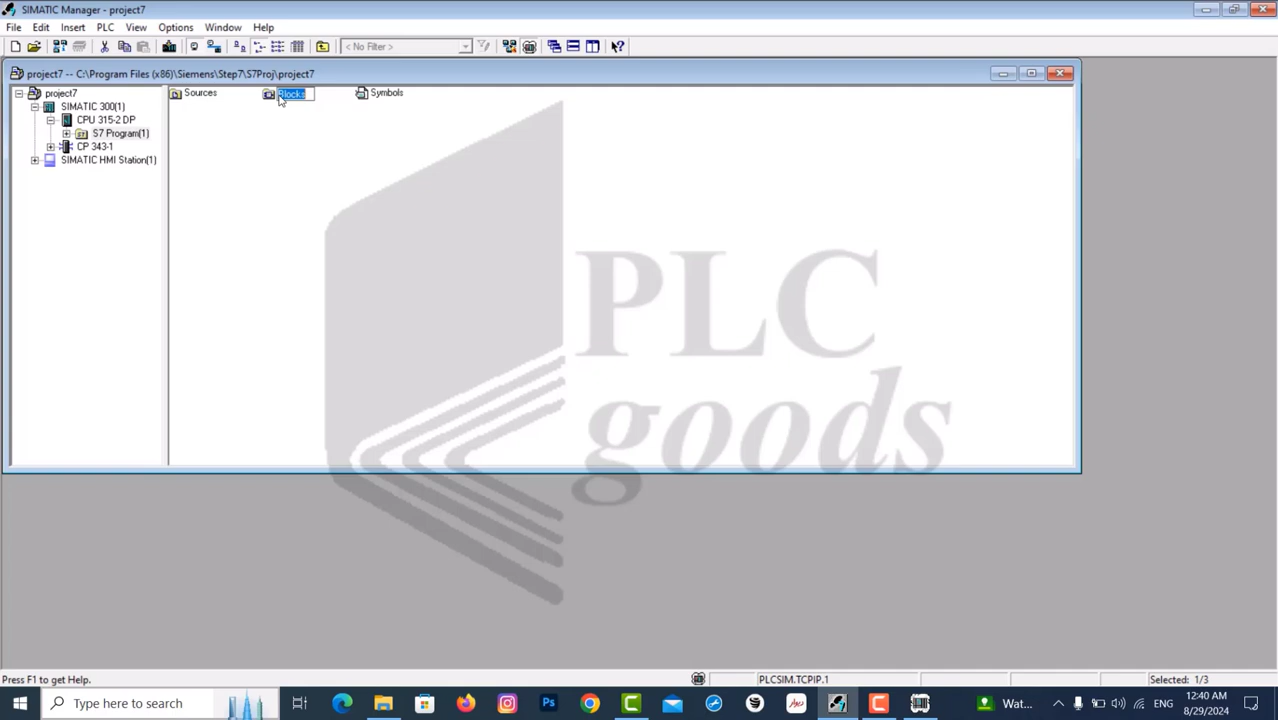 SIMATIC Manager - project7
File Edit Insert PLC View Options Window Help
< No Filter >
project7 -- C:\Program Files (x86)\Siemens\Step7\S7Proj\project7
project7
SIMATIC 300(1)
CPU 315-2 DP
S7 Program(1)
CP 343-1
SIMATIC HMI Station(1)
Sources
Blocks
Symbols
PLC
goods
Press F1 to get Help.
PLCSIM.TCPIP.1
Selected: 1/3
Type here to search
Wat...
ENG
12:40 AM
8/29/2024